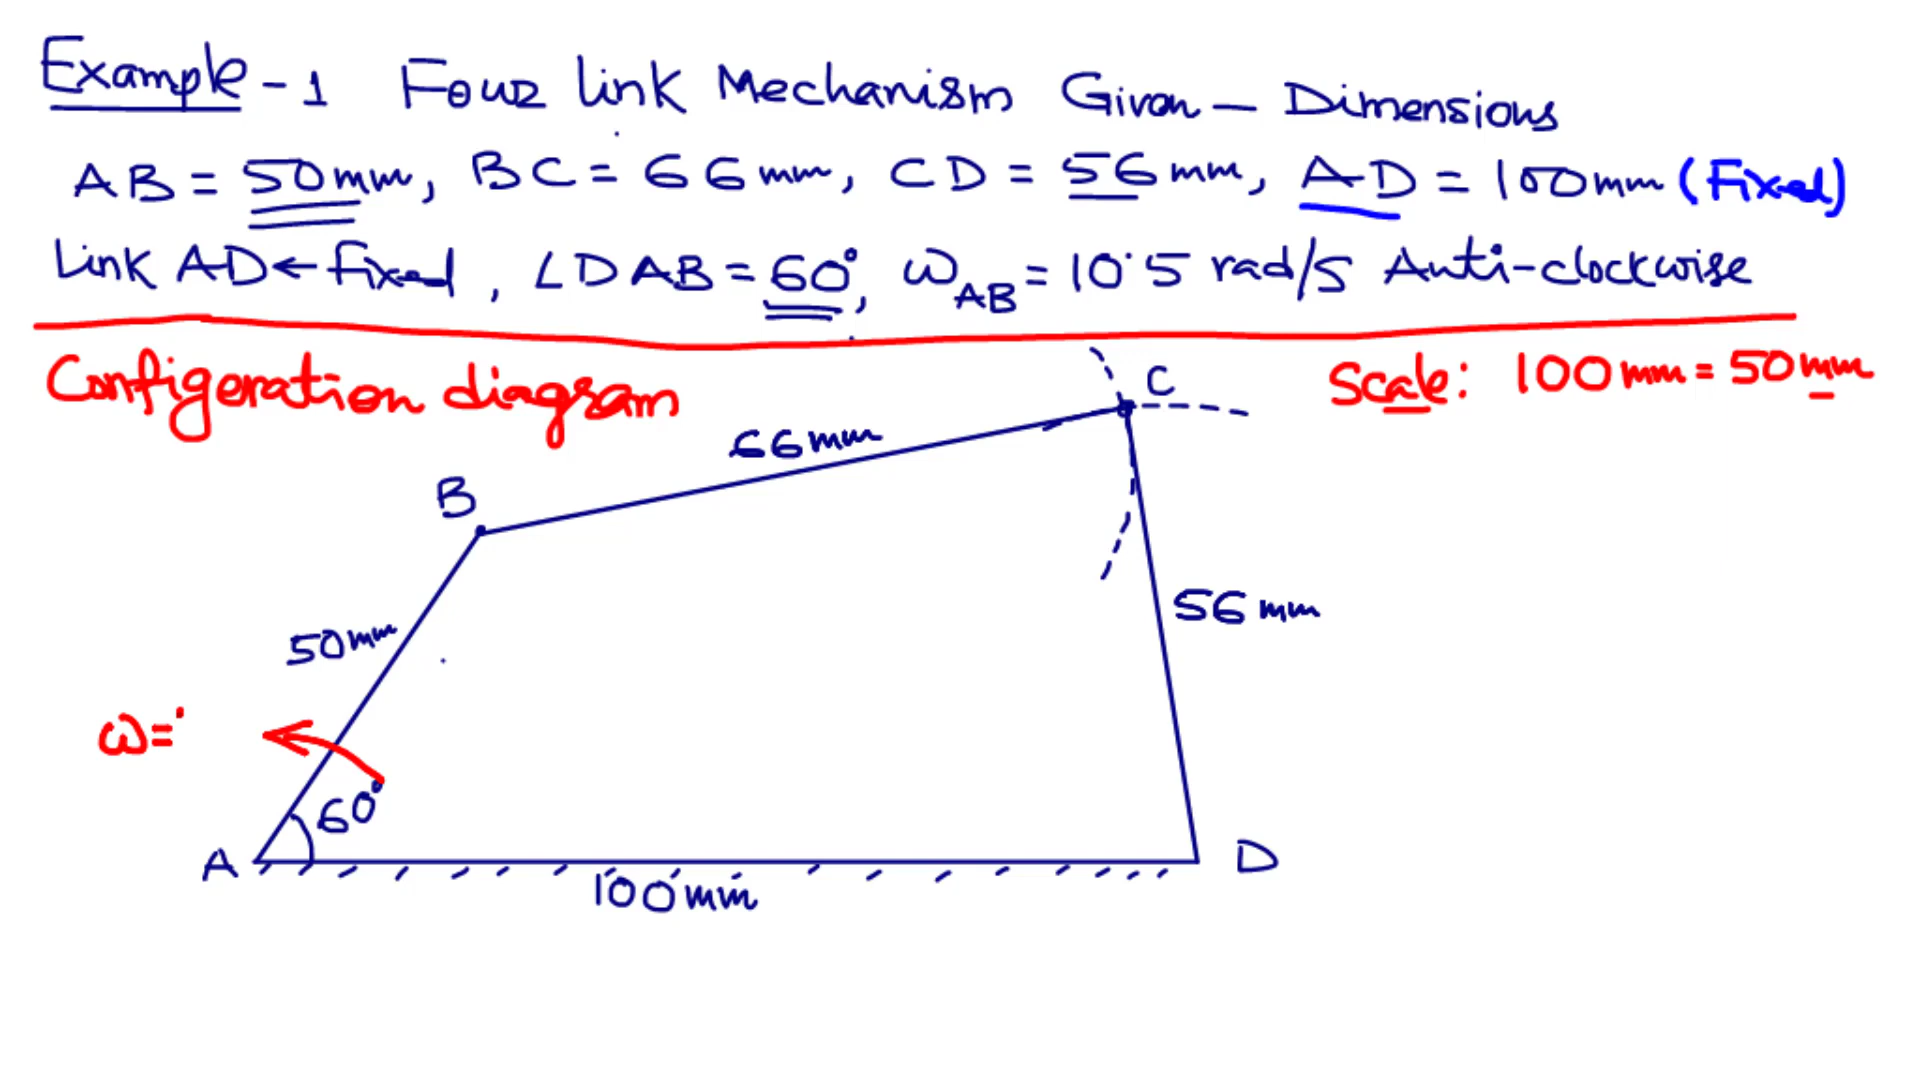 Example - 1 Four link Mechanism Given - Dimensions
AB = 50mm, BC = 66mm, CD = 56mm, AD = 100mm (Fixed)
Link AD ← fixed, ∠DAB = 60°, ω_AB = 10.5 rad/s Anti-clockwise
Configeration diagram
Scale: 100mm = 50mm
C
66mm
B
56mm
50mm
ω=
60°
A
D
100mm